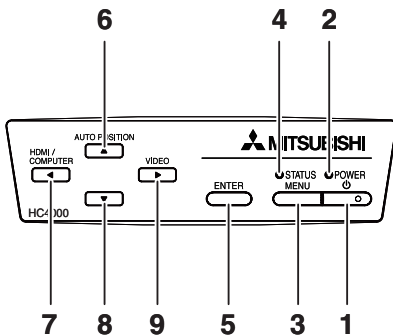 6 4 2
AUTO POSITION
MITSUBISHI
HDMI /
COMPUTER
VIDEO
STATUS
POWER
ENTER
MENU
HC4000
7 8 9 5 3 1